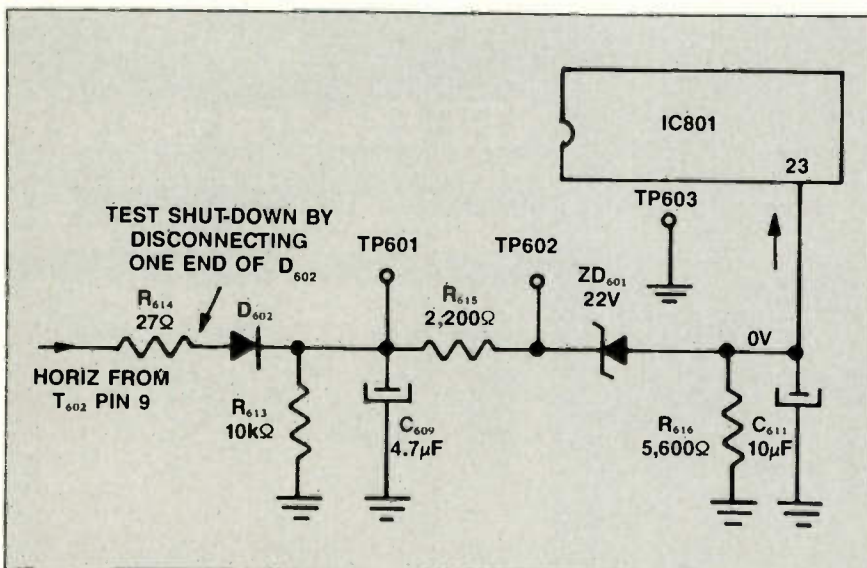 IC801
23
TP603
TEST SHUT-DOWN BY
DISCONNECTING
ONE END OF D602
TP601
TP602
R614
27Ω
D602
R615
2,200Ω
ZD601
22V
0V
HORIZ FROM
T602 PIN 9
R613
10kΩ
C609
4.7μF
R616
5,600Ω
C611
10μF